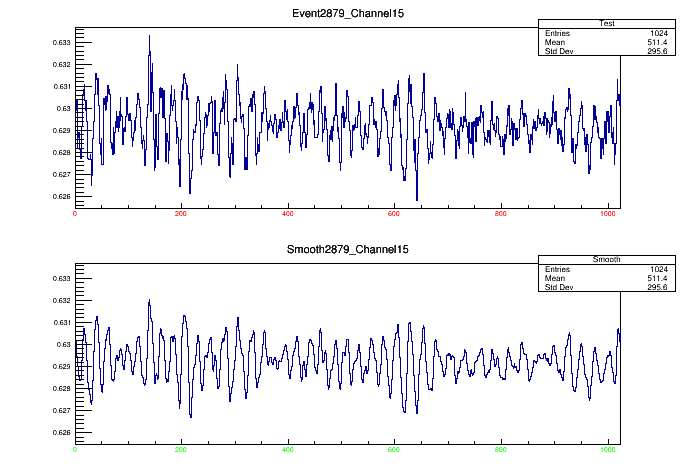 Event2879_Channel15
Test
Entries 1024
Mean 511.4
Std Dev 295.6
0.633
0.632
0.631
0.63
0.629
0.628
0.627
0.626
0 200 400 600 800 1000
Smooth2879_Channel15
Smooth
Entries 1024
Mean 511.4
Std Dev 295.6
0.633
0.632
0.631
0.63
0.629
0.628
0.627
0.626
0 200 400 600 800 1000